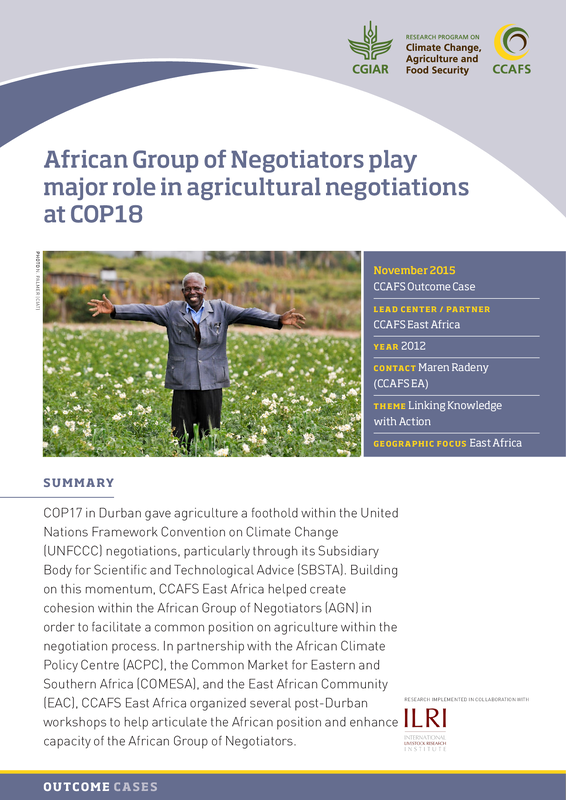 CGIAR
RESEARCH PROGRAM ON
Climate Change,
Agriculture and
Food Security
CCAFS
African Group of Negotiators play
major role in agricultural negotiations
at COP18
PHOTO N. PALMER (CIAT)
November 2015
CCAFS Outcome Case
LEAD CENTER / PARTNER
CCAFS East Africa
YEAR 2012
CONTACT Maren Radeny
(CCAFS EA)
THEME Linking Knowledge
with Action
GEOGRAPHIC FOCUS East Africa
SUMMARY
COP17 in Durban gave agriculture a foothold within the United
Nations Framework Convention on Climate Change
(UNFCCC) negotiations, particularly through its Subsidiary
Body for Scientific and Technological Advice (SBSTA). Building
on this momentum, CCAFS East Africa helped create
cohesion within the African Group of Negotiators (AGN) in
order to facilitate a common position on agriculture within the
negotiation process. In partnership with the African Climate
Policy Centre (ACPC), the Common Market for Eastern and
Southern Africa (COMESA), and the East African Community
(EAC), CCAFS East Africa organized several post-Durban
workshops to help articulate the African position and enhance
capacity of the African Group of Negotiators.
RESEARCH IMPLEMENTED IN COLLABORATION WITH
ILRI
INTERNATIONAL
LIVESTOCK RESEARCH
INSTITUTE
OUTCOME CASES